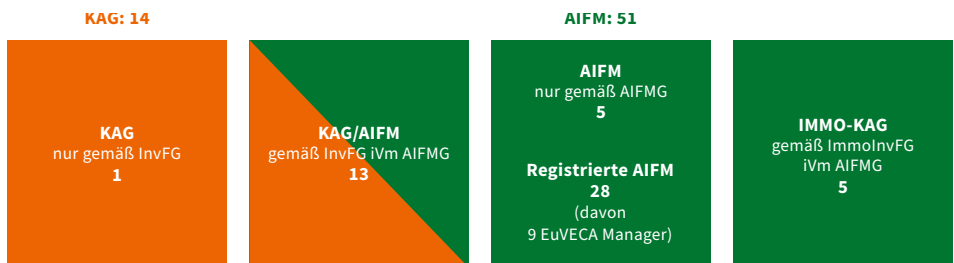 KAG: 14
AIFM: 51
KAG
nur gemäß InvFG
1
KAG/AIFM
gemäß InvFG iVm AIFMG
13
AIFM
nur gemäß AIFMG
5
Registrierte AIFM
28
(davon
9 EuVECA Manager)
IMMO-KAG
gemäß ImmoInvFG
iVm AIFMG
5